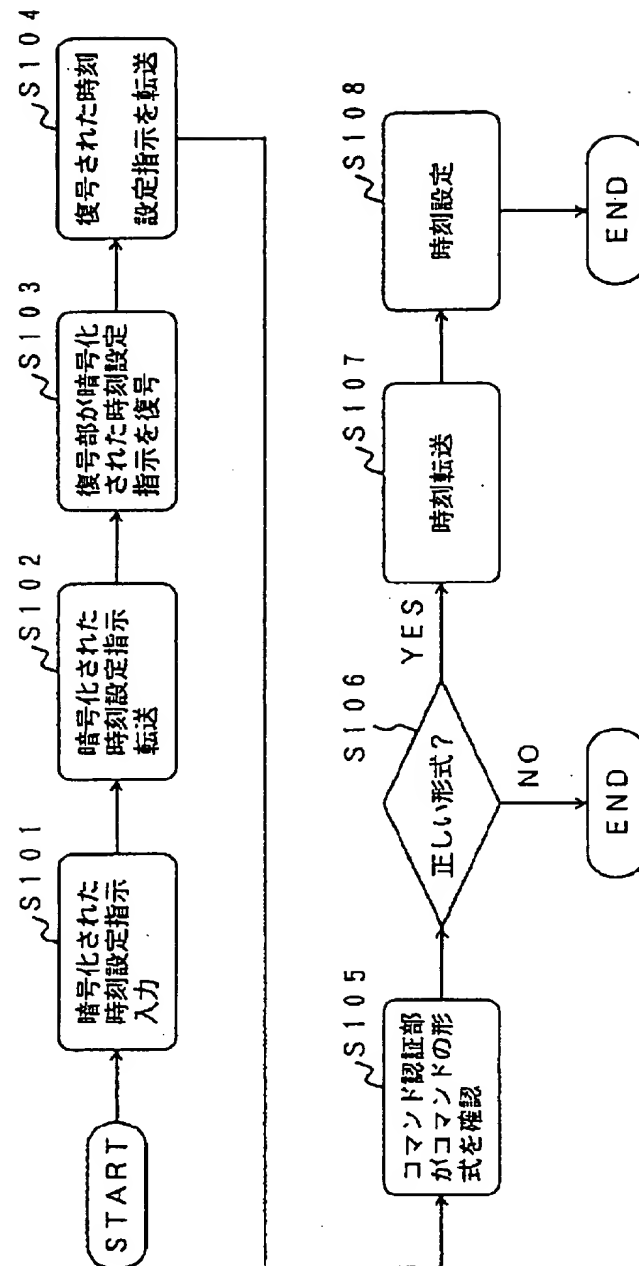 START
S101
暗号化された
時刻設定指示
入力
S102
暗号化された
時刻設定指示
転送
S103
復号部が暗号化
された時刻設定
指示を復号
S104
復号された時刻
設定指示を転送
S105
コマンド認証部
がコマンドの形
式を確認
S106
正しい形式?
YES
NO
END
S107
時刻転送
S108
時刻設定
END